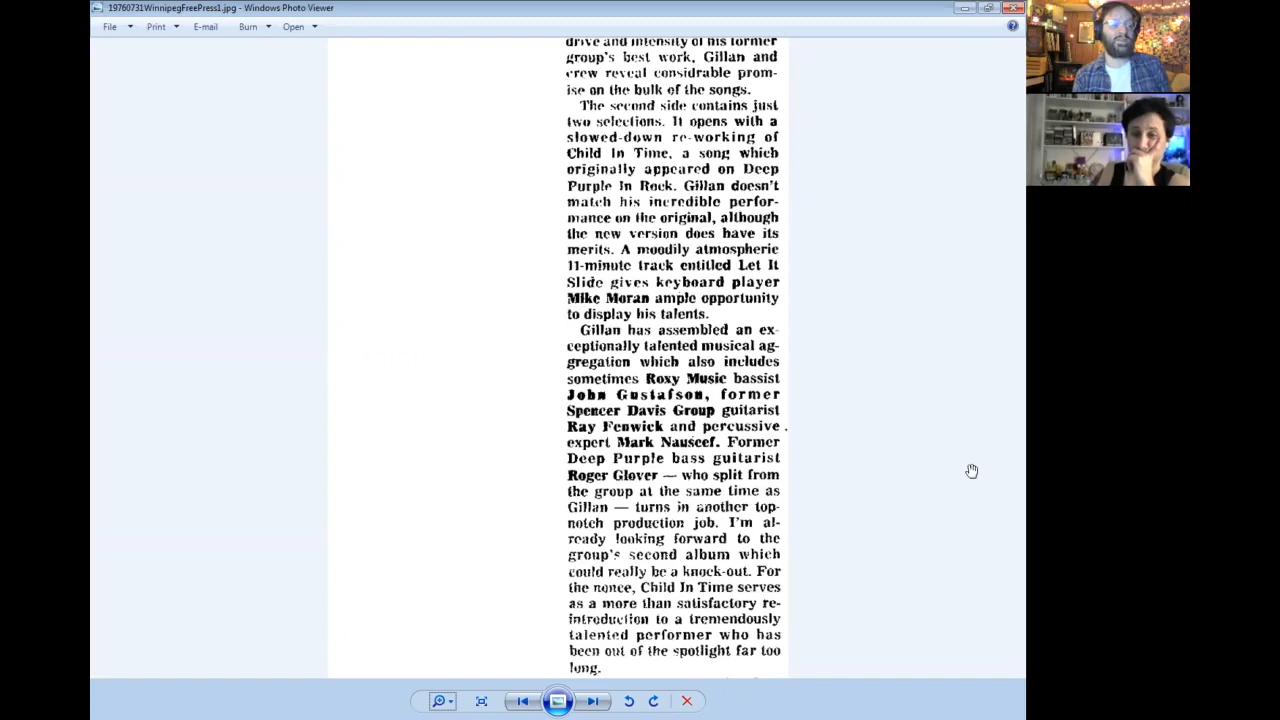 19760731WinnipegFreePress1.jpg - Windows Photo Viewer
File Print E-mail Burn Open
drive and intensity of his former
group's best work, Gillan and
crew reveal considrable prom-
ise on the bulk of the songs.
The second side contains just
two selections. It opens with a
slowed-down re-working of
Child In Time, a song which
originally appeared on Deep
Purple In Rock. Gillan doesn't
match his incredible perfor-
mance on the original, although
the new version does have its
merits. A moodily atmospheric
11-minute track entitled Let It
Slide gives keyboard player
Mike Moran ample opportunity
to display his talents.
Gillan has assembled an ex-
ceptionally talented musical ag-
gregation which also includes
sometimes Roxy Music bassist
John Gustafson, former
Spencer Davis Group guitarist
Ray Fenwick and percussive
expert Mark Nauseef. Former
Deep Purple bass guitarist
Roger Glover — who split from
the group at the same time as
Gillan — turns in another top-
notch production job. I'm al-
ready looking forward to the
group's second album which
could really be a knock-out. For
the nonce, Child In Time serves
as a more than satisfactory re-
introduction to a tremendously
talented performer who has
been out of the spotlight far too
long.